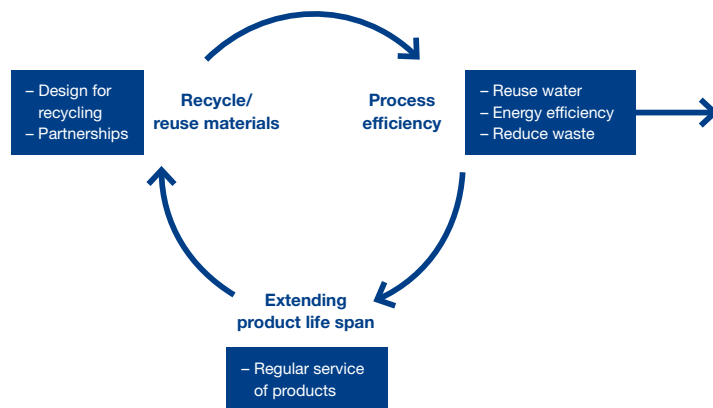 – Design for
recycling
– Partnerships
Recycle/
reuse materials
Process
efficiency
– Reuse water
– Energy efficiency
– Reduce waste
Extending
product life span
– Regular service
of products